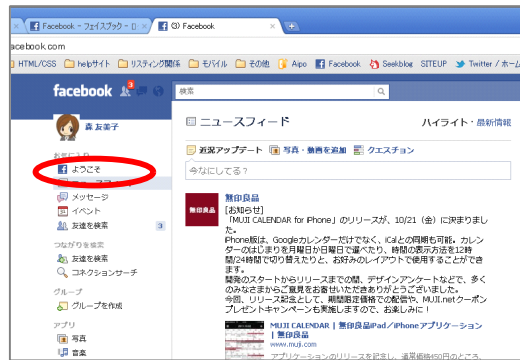 Facebook - フェイスブック - ロ
(3) Facebook
acebook.com
HTML/CSS helpサイト リスティング関係 モバイル その他 Aipo Facebook Seekblog SITEUP Twitter / ホーム
facebook 3 検索
森 友美子
お気に入り
ようこそ
ニュースフィード
メッセージ
イベント
友達を検索 3
つながりを検索
友達を検索
コネクションサーチ
グループ
グループを作成
アプリ
写真
音楽
ニュースフィード ハイライト・最新情報
近況アップデート 写真・動画を追加 クエスチョン
今なにしてる？
無印良品
無印良品
[お知らせ]
「MUJI CALENDAR for iPhone」のリリースが、10/21（金）に決まりまし
た。
iPhone版は、Googleカレンダーだけでなく、iCalとの同期も可能。カレン
ダーのはじまりを月曜日か日曜日で選べたり、時間の表示方法を12時
間/24時間で切り替えたりと、お好みのレイアウトで使用することができ
ます。
開発のスタートからリリースまでの間、デザインアンケートなどで、多く
のみなさまからご意見をお寄せいただきありがとうございました。
今回、リリース記念として、期間限定価格での配信や、MUJI.netクーポン
プレゼントキャンペーンも実施しますので、お楽しみに！
MUJI CALENDAR | 無印良品iPad／iPhoneアプリケーション
| 無印良品
www.muji.com
アプリケーションのリリースを記念し、通常価格450円のところ、